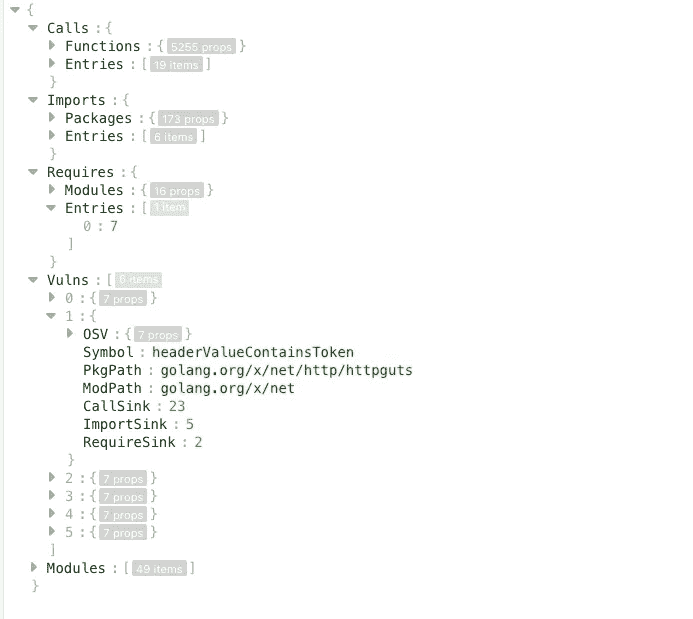 {
Calls :{
Functions :{ 5255 props }
Entries :[ 19 items ]
}
Imports :{
Packages :{ 173 props }
Entries :[ 6 items ]
}
Requires :{
Modules :{ 16 props }
Entries :[ 1 item
0 : 7
]
}
Vulns :[ 6 items
0 :{ 7 props }
1 :{
OSV :{ 7 props }
Symbol : headerValueContainsToken
PkgPath : golang.org/x/net/http/httpguts
ModPath : golang.org/x/net
CallSink : 23
ImportSink : 5
RequireSink : 2
}
2 :{ 7 props }
3 :{ 7 props }
4 :{ 7 props }
5 :{ 7 props }
]
Modules :[ 49 items ]
}